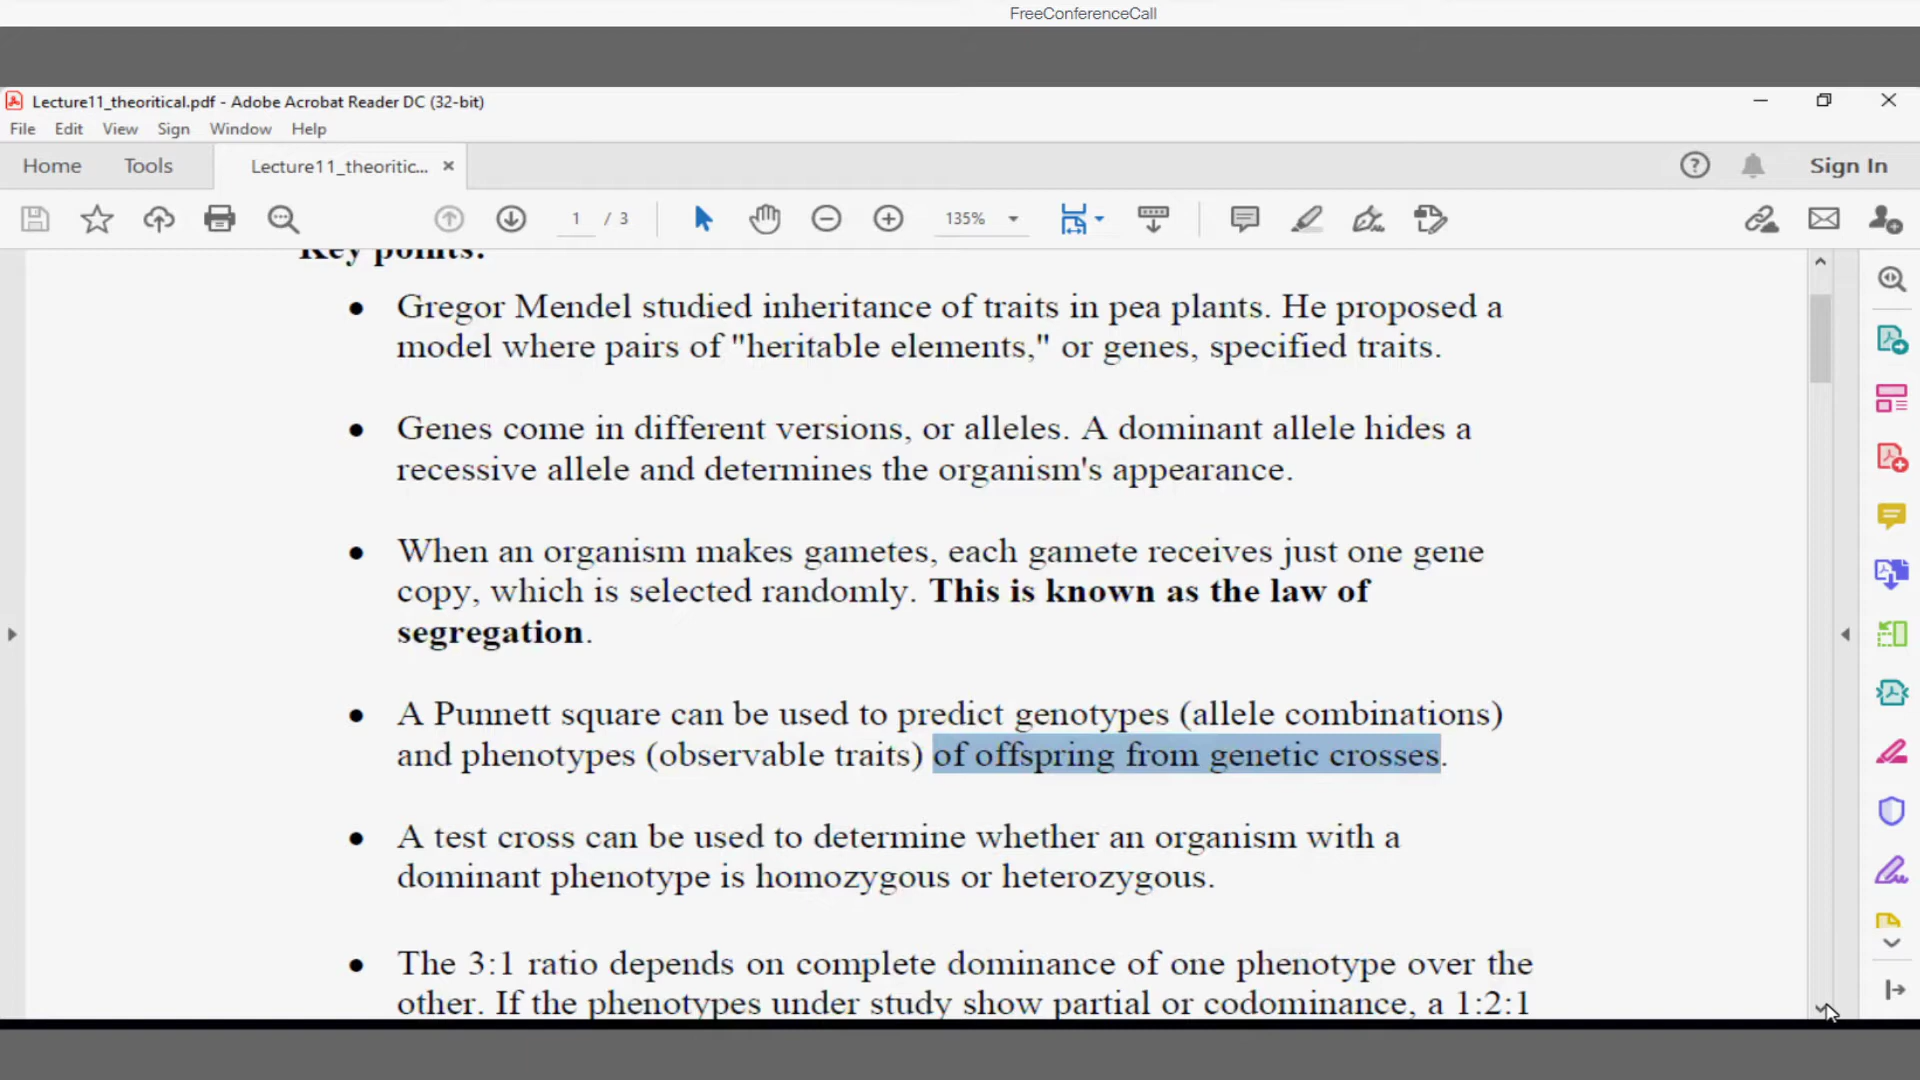 FreeConferenceCall
Lecture11_theoritical.pdf - Adobe Acrobat Reader DC (32-bit)
File Edit View Sign Window Help
Home Tools Lecture11_theoritic... Sign In
1 / 3 135%
Key points:
• Gregor Mendel studied inheritance of traits in pea plants. He proposed a
model where pairs of "heritable elements," or genes, specified traits.
• Genes come in different versions, or alleles. A dominant allele hides a
recessive allele and determines the organism's appearance.
• When an organism makes gametes, each gamete receives just one gene
copy, which is selected randomly. This is known as the law of
segregation.
• A Punnett square can be used to predict genotypes (allele combinations)
and phenotypes (observable traits) of offspring from genetic crosses.
• A test cross can be used to determine whether an organism with a
dominant phenotype is homozygous or heterozygous.
• The 3:1 ratio depends on complete dominance of one phenotype over the
other. If the phenotypes under study show partial or codominance, a 1:2:1